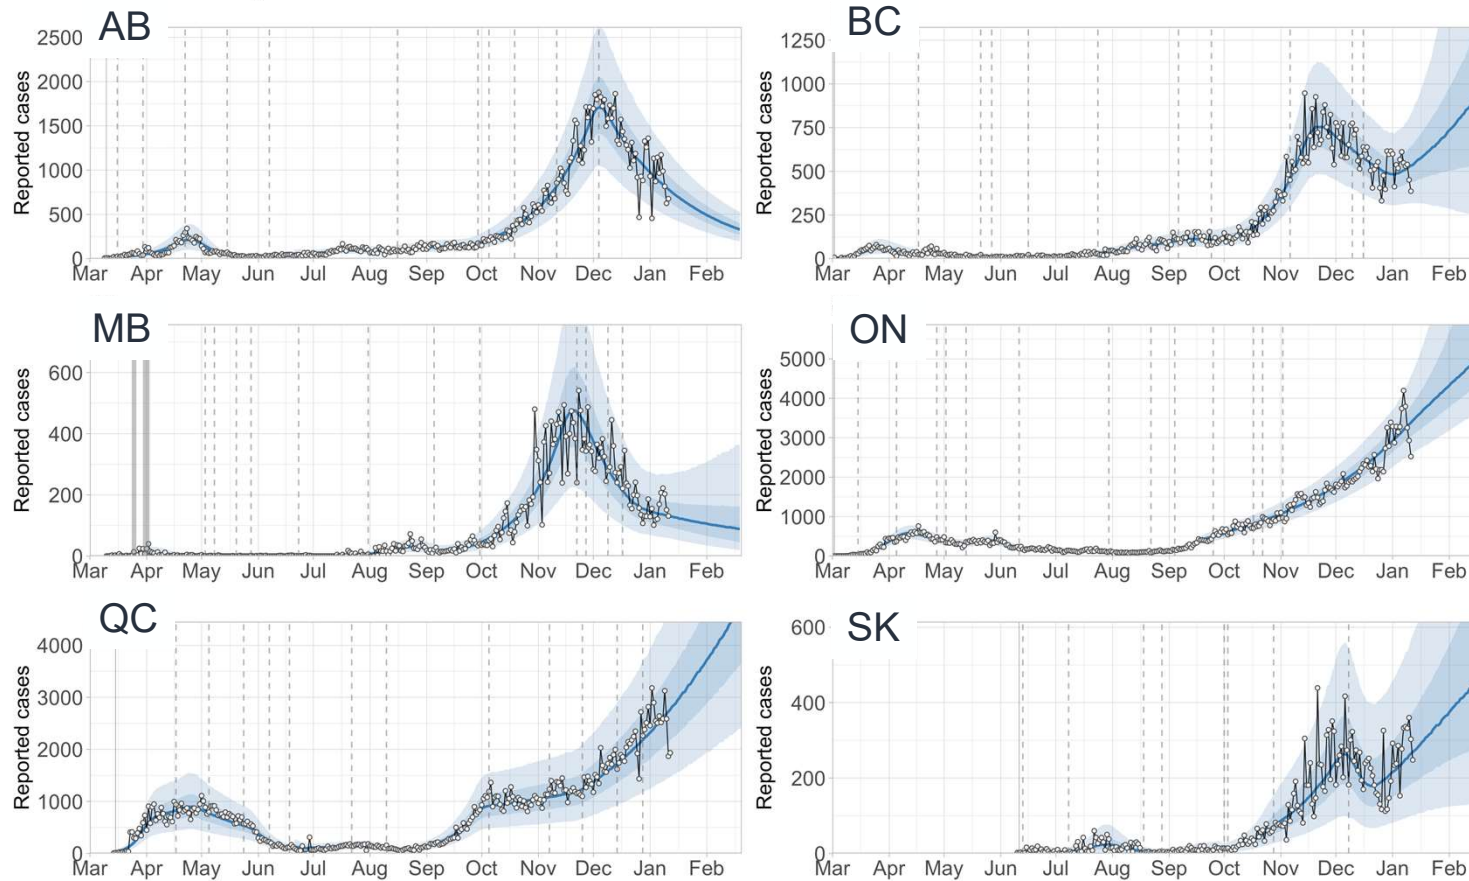 AB
Reported cases
2500
2000
1500
1000
500
0
Mar Apr May Jun Jul Aug Sep Oct Nov Dec Jan Feb
BC
Reported cases
1250
1000
750
500
250
0
Mar Apr May Jun Jul Aug Sep Oct Nov Dec Jan Feb
MB
Reported cases
600
400
200
0
Mar Apr May Jun Jul Aug Sep Oct Nov Dec Jan Feb
ON
Reported cases
5000
4000
3000
2000
1000
0
Mar Apr May Jun Jul Aug Sep Oct Nov Dec Jan Feb
QC
Reported cases
4000
3000
2000
1000
0
Mar Apr May Jun Jul Aug Sep Oct Nov Dec Jan Feb
SK
Reported cases
600
400
200
0
Mar Apr May Jun Jul Aug Sep Oct Nov Dec Jan Feb